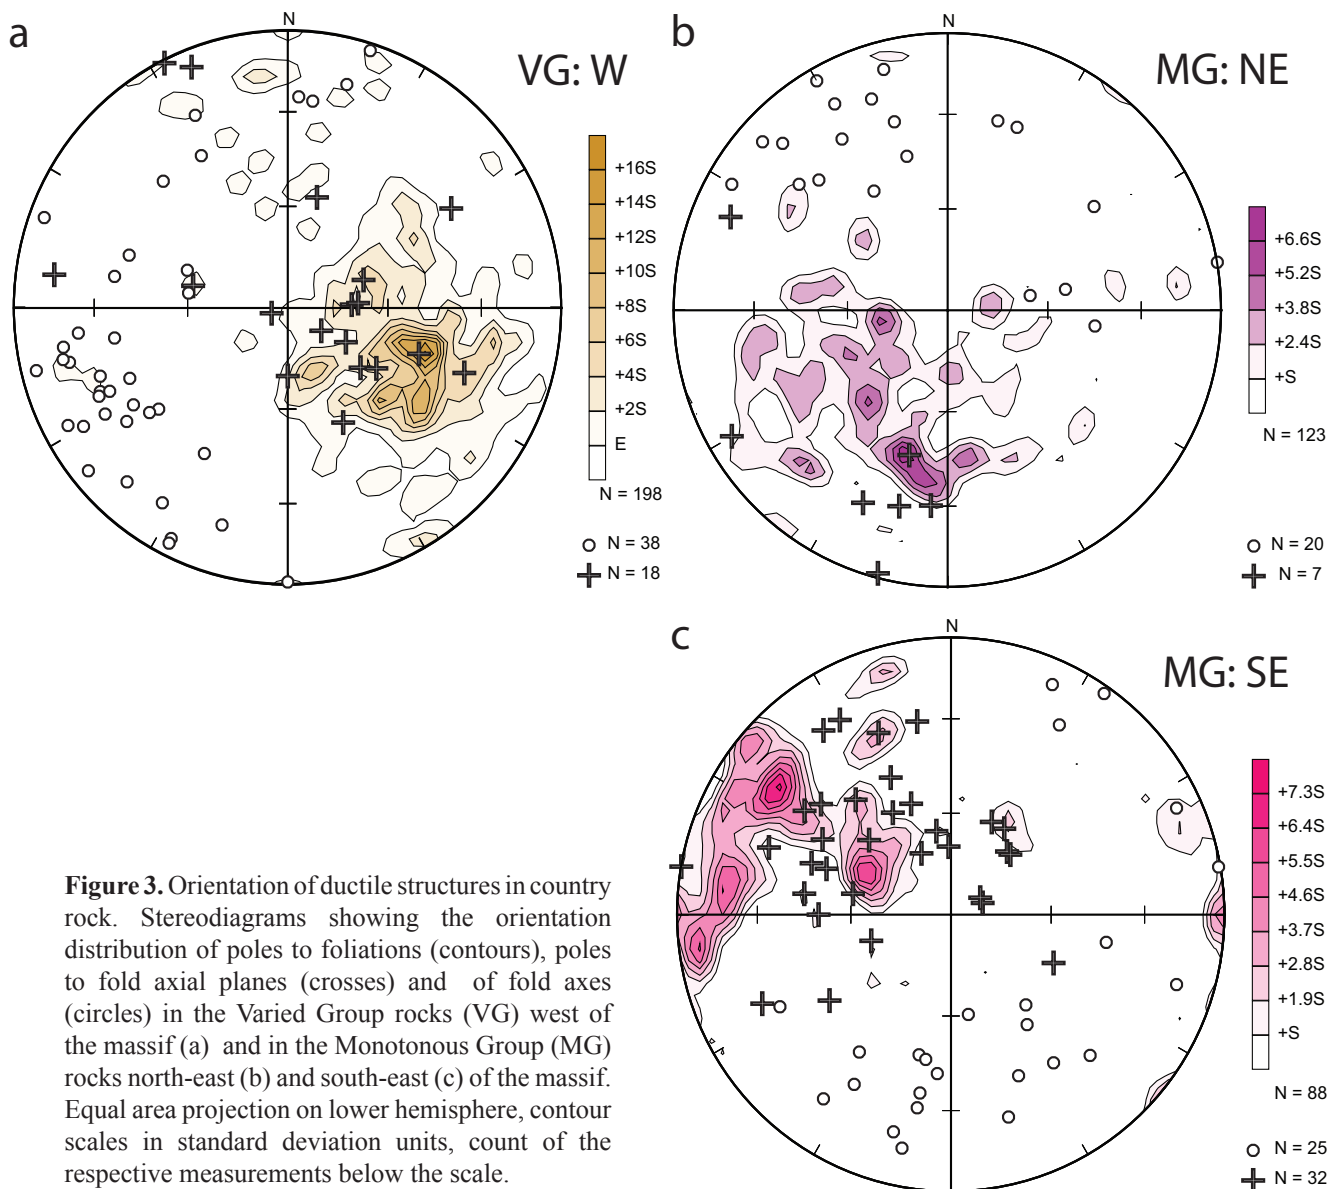 a
N
VG: W
+16S
+14S
+12S
+10S
+8S
+6S
+4S
+2S
E
N = 198
N = 38
N = 18
b
N
MG: NE
+6.6S
+5.2S
+3.8S
+2.4S
+S
N = 123
N = 20
N = 7
c
N
MG: SE
+7.3S
+6.4S
+5.5S
+4.6S
+3.7S
+2.8S
+1.9S
+S
N = 88
N = 25
N = 32
Figure 3. Orientation of ductile structures in country
rock. Stereodiagrams showing the orientation
distribution of poles to foliations (contours), poles
to fold axial planes (crosses) and of fold axes
(circles) in the Varied Group rocks (VG) west of
the massif (a) and in the Monotonous Group (MG)
rocks north-east (b) and south-east (c) of the massif.
Equal area projection on lower hemisphere, contour
scales in standard deviation units, count of the
respective measurements below the scale.